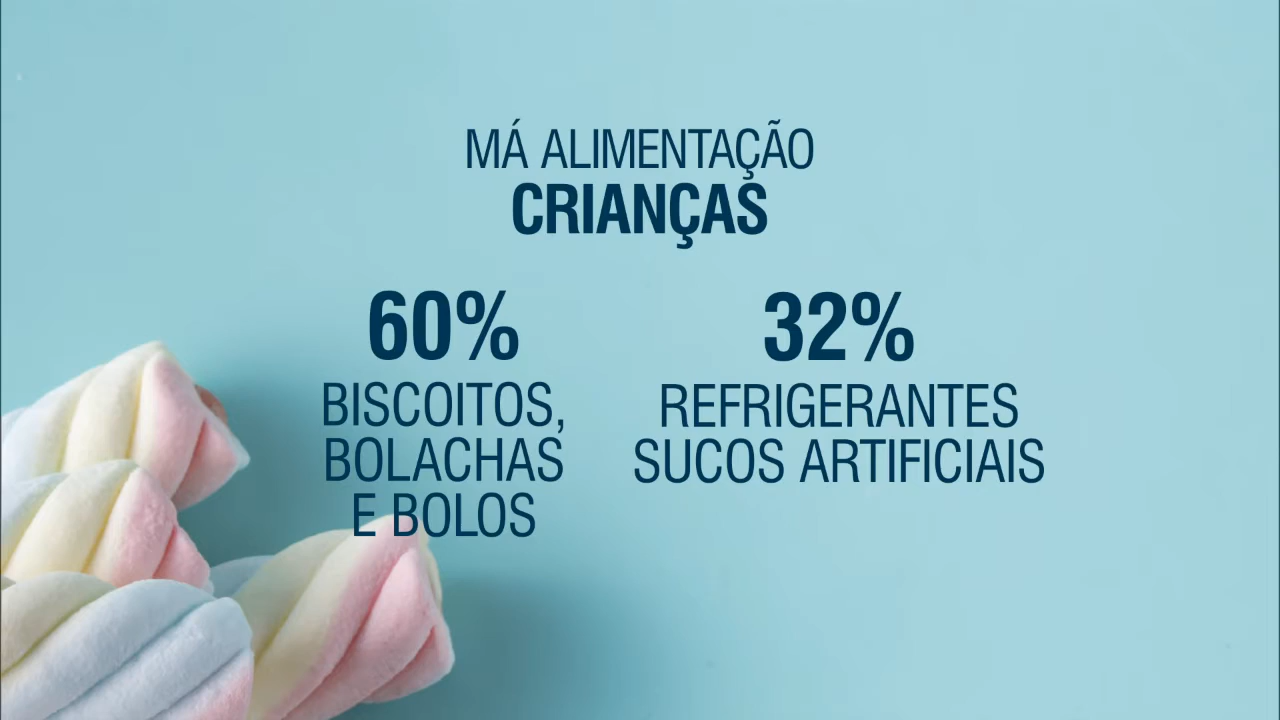 MÁ ALIMENTAÇÃO
CRIANÇAS
60%
BISCOITOS,
BOLACHAS
E BOLOS
32%
REFRIGERANTES
SUCOS ARTIFICIAIS